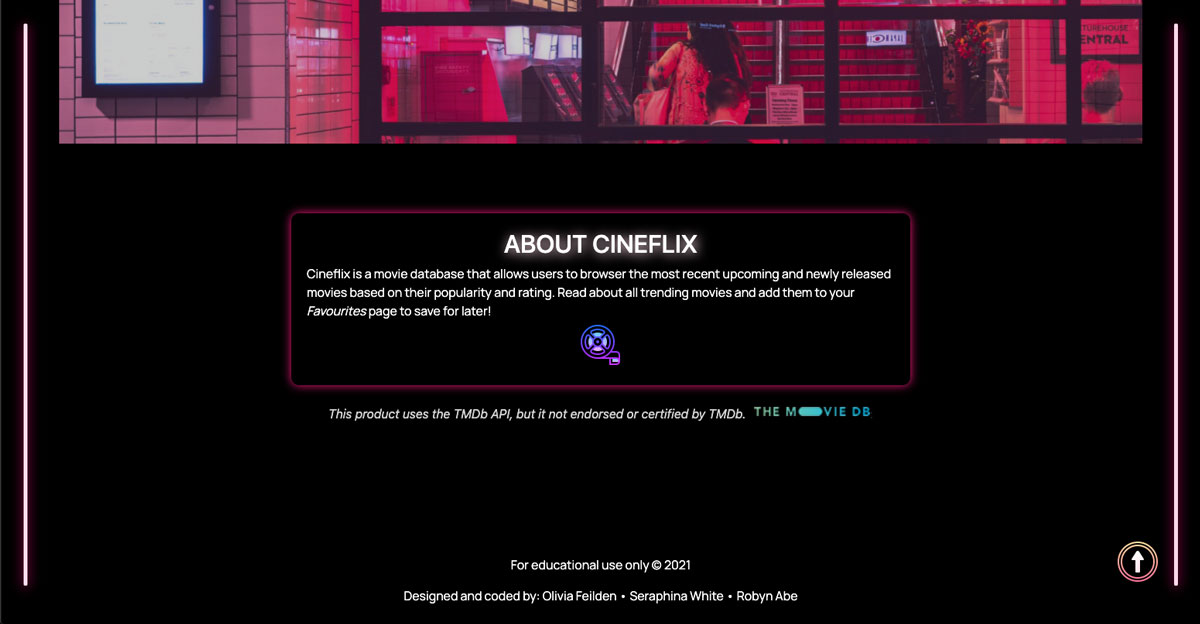 TUREHOUSE
ENTRAL
ABOUT CINEFLIX
Cineflix is a movie database that allows users to browser the most recent upcoming and newly released
movies based on their popularity and rating. Read about all trending movies and add them to your
Favourites page to save for later!
This product uses the TMDb API, but it not endorsed or certified by TMDb. THE M VIE DB
For educational use only © 2021
Designed and coded by: Olivia Feilden • Seraphina White • Robyn Abe